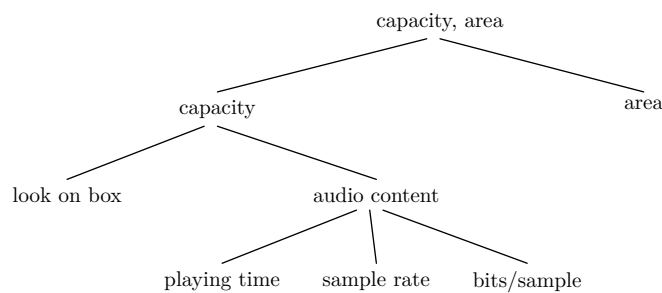 capacity, area
capacity
area
look on box
audio content
playing time
sample rate
bits/sample